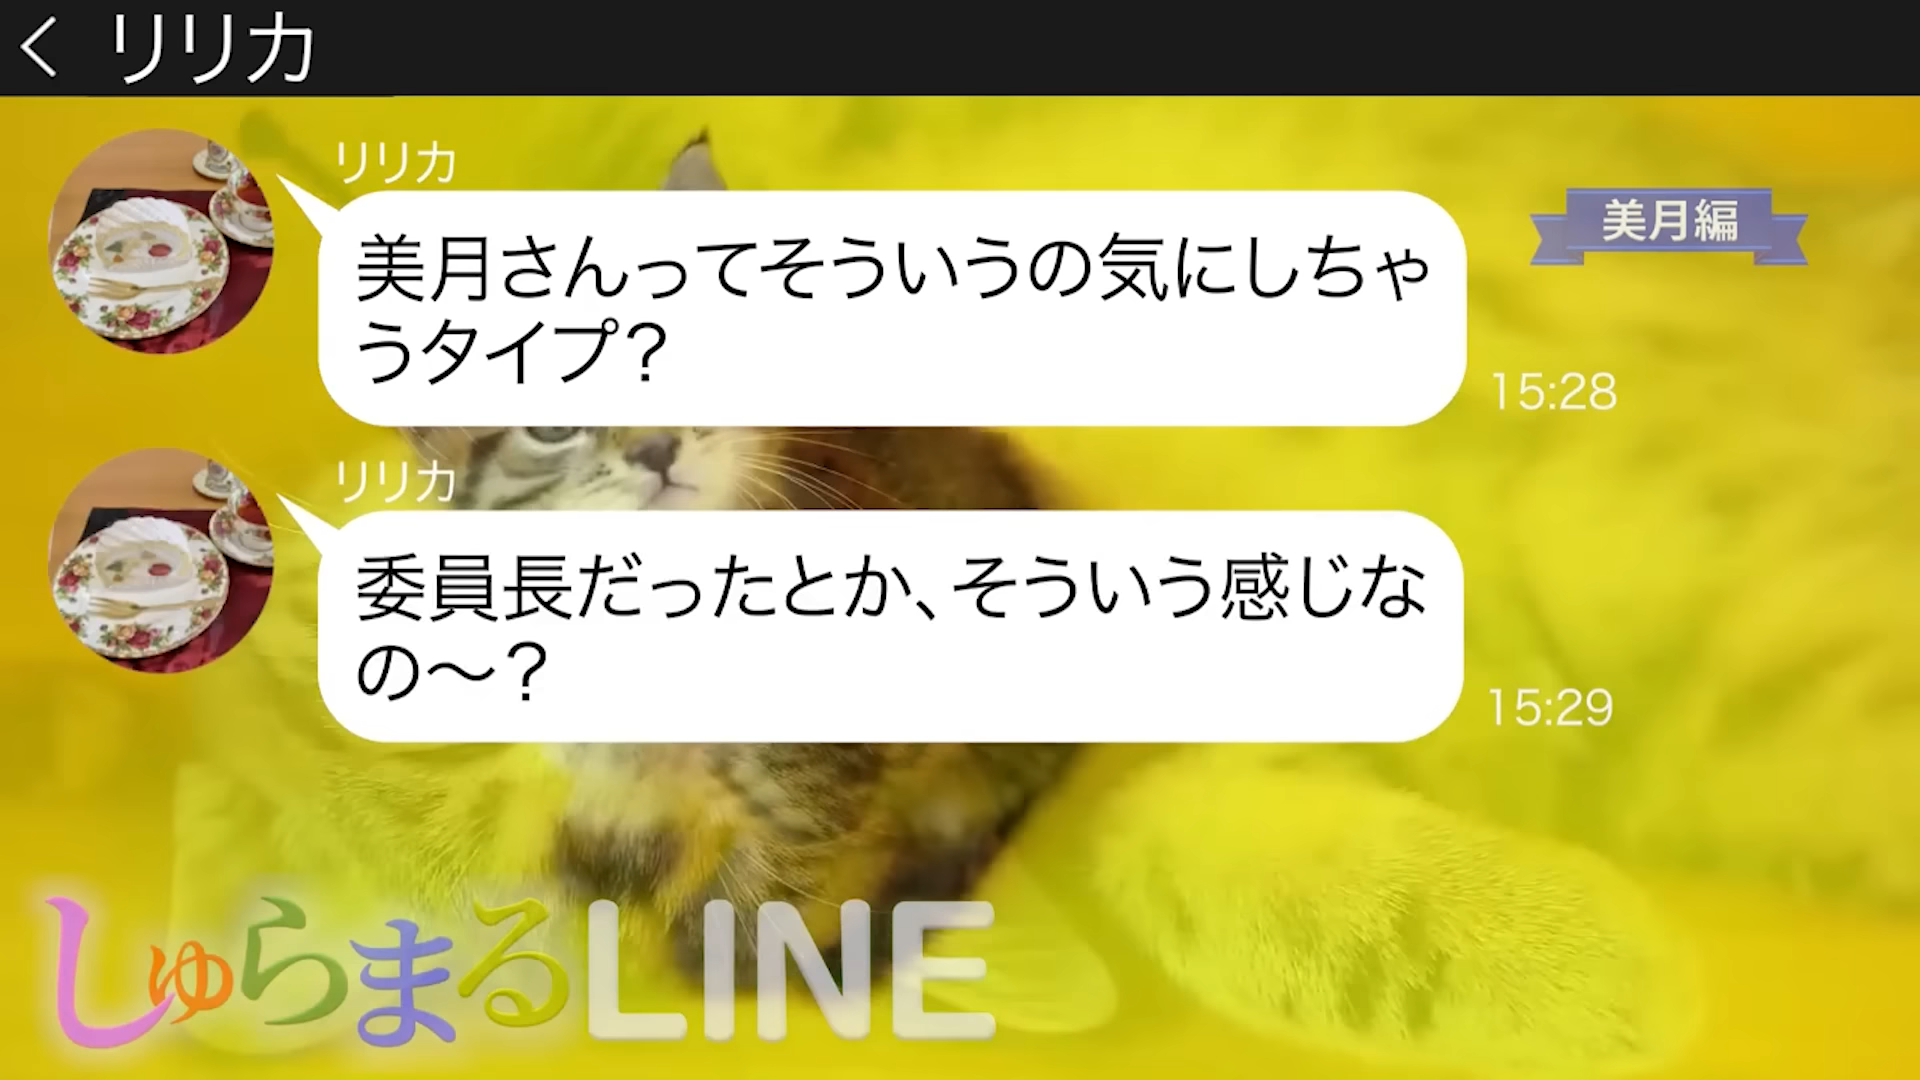 リリカ
リリカ
美月さんってそういうの気にしちゃ
うタイプ?
15:28
美月編
リリカ
委員長だったとか、そういう感じな
の〜?
15:29
しゅらまるLINE